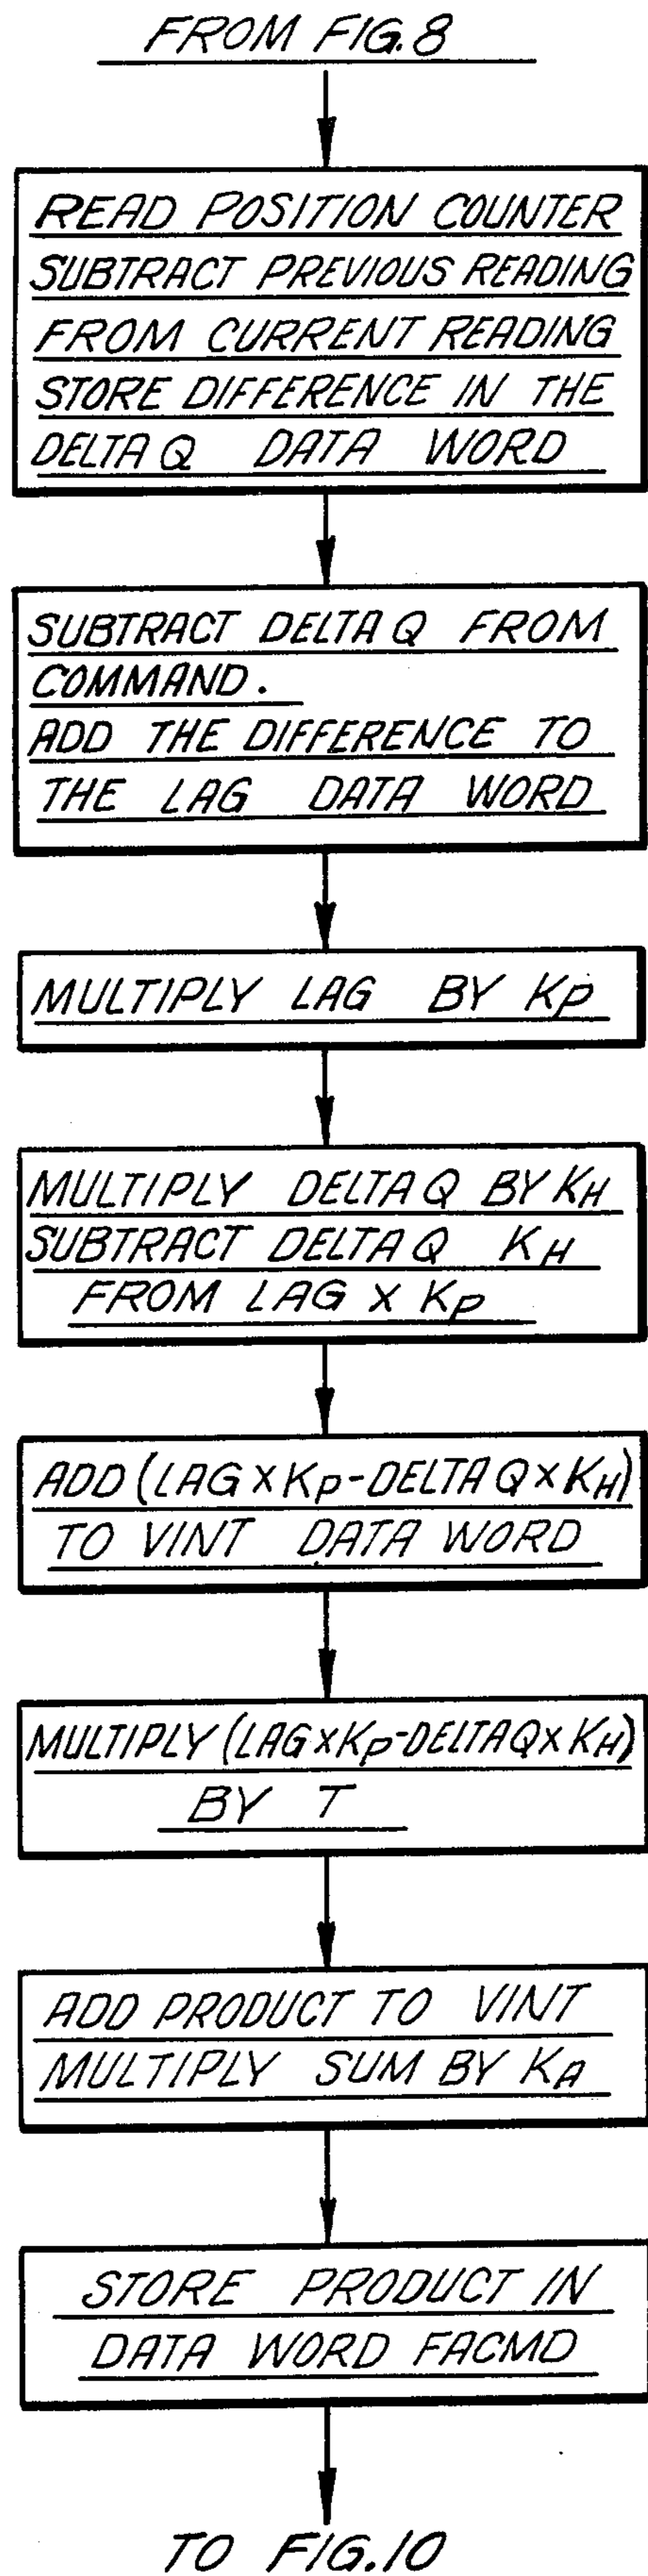 FROM FIG.8
READ POSITION COUNTER
SUBTRACT PREVIOUS READING
FROM CURRENT READING
STORE DIFFERENCE IN THE
DELTA Q DATA WORD
SUBTRACT DELTA Q FROM
COMMAND.
ADD THE DIFFERENCE TO
THE LAG DATA WORD
MULTIPLY LAG BY KP
MULTIPLY DELTA Q BY KH
SUBTRACT DELTA Q KH
FROM LAG X KP
ADD (LAG X KP-DELTA Q X KH)
TO VINT DATA WORD
MULTIPLY (LAG X KP-DELTA Q X KH)
BY T
ADD PRODUCT TO VINT
MULTIPLY SUM BY KA
STORE PRODUCT IN
DATA WORD FACMD
TO FIG.10